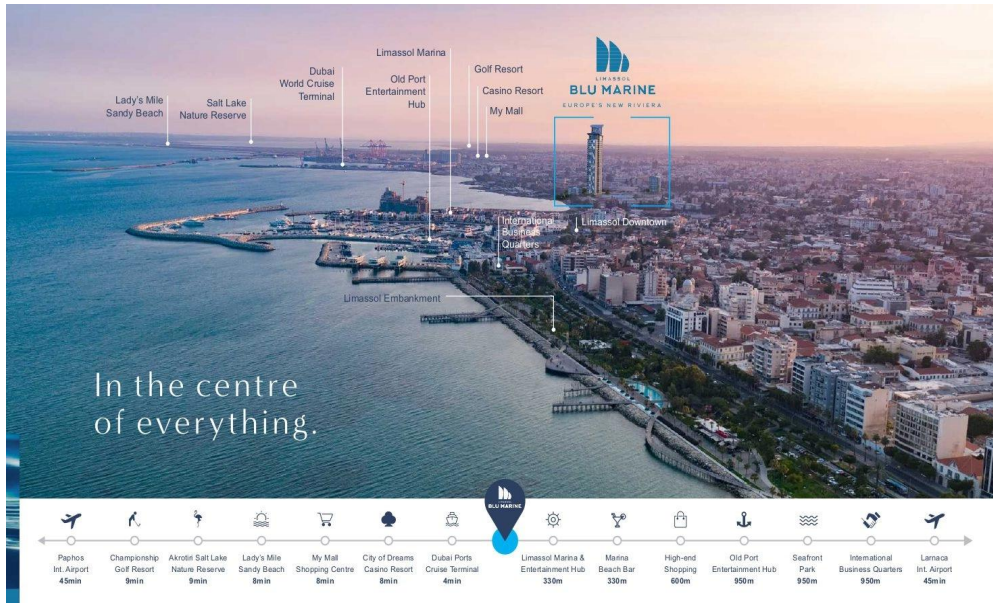 Limassol Marina
Dubai
World Cruise
Terminal
Old Port
Entertainment
Hub
Golf Resort
Casino Resort
My Mall
Lady's Mile
Sandy Beach
Salt Lake
Nature Reserve
LIMASSOL
BLU MARINE
EUROPE'S NEW RIVIERA
International
Business
Quarters
Limassol Downtown
Limassol Embankment
In the centre
of everything.
BLU MARINE
Paphos
Int. Airport
45min
Championship
Golf Resort
9min
Akrotiri Salt Lake
Nature Reserve
9min
Lady's Mile
Sandy Beach
8min
My Mall
Shopping Centre
8min
City of Dreams
Casino Resort
8min
Dubai Ports
Cruise Terminal
4min
Limassol Marina &
Entertainment Hub
330m
Marina
Beach Bar
330m
High-end
Shopping
600m
Old Port
Entertainment Hub
950m
Seafront
Park
950m
International
Business Quarters
950m
Larnaca
Int. Airport
45min